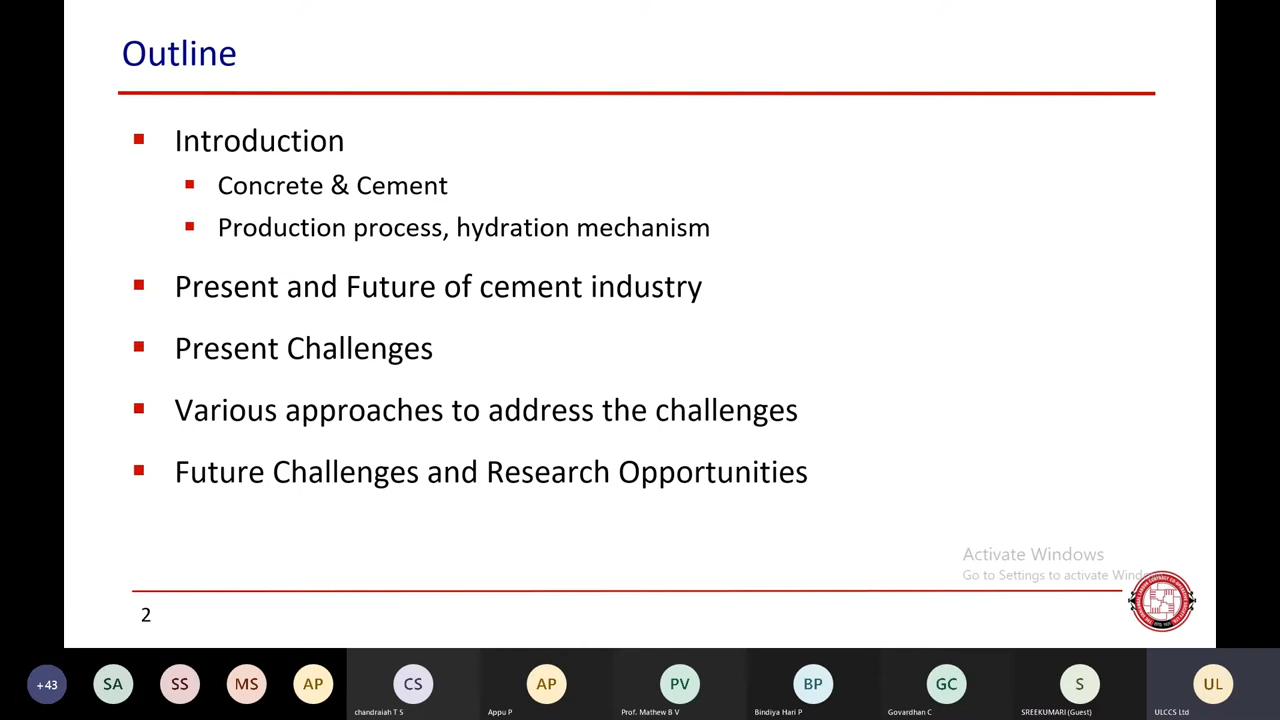 Outline
Introduction
Concrete & Cement
Production process, hydration mechanism
Present and Future of cement industry
Present Challenges
Various approaches to address the challenges
Future Challenges and Research Opportunities
Activate Windows
Go to Settings to activate
2
+43
SA
SS
MS
AP
CS
AP
PV
BP
GC
S
UL
chandraiah T S
Appu P
Prof. Mathew B V
Bindiya Hari P
Govardhan C
SREEKUMARI (Guest)
ULCCS Ltd